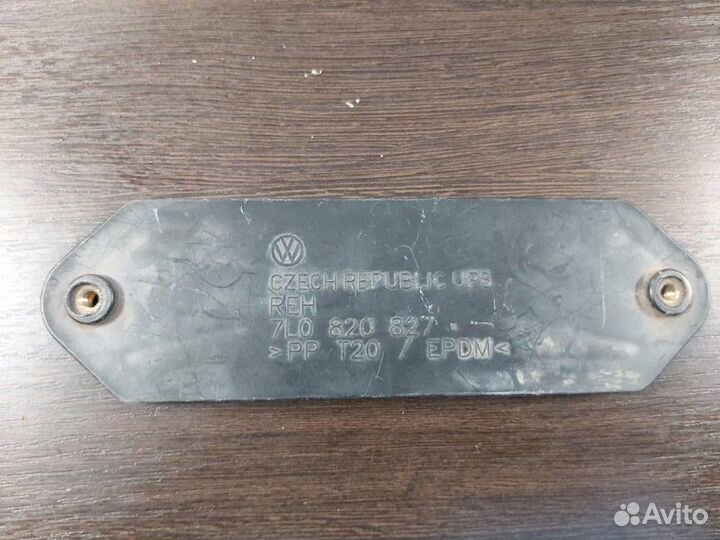 CZECH REPUBLIC UPS
REH
7L0 820 827
>PP T20 / EPDM<
Avito